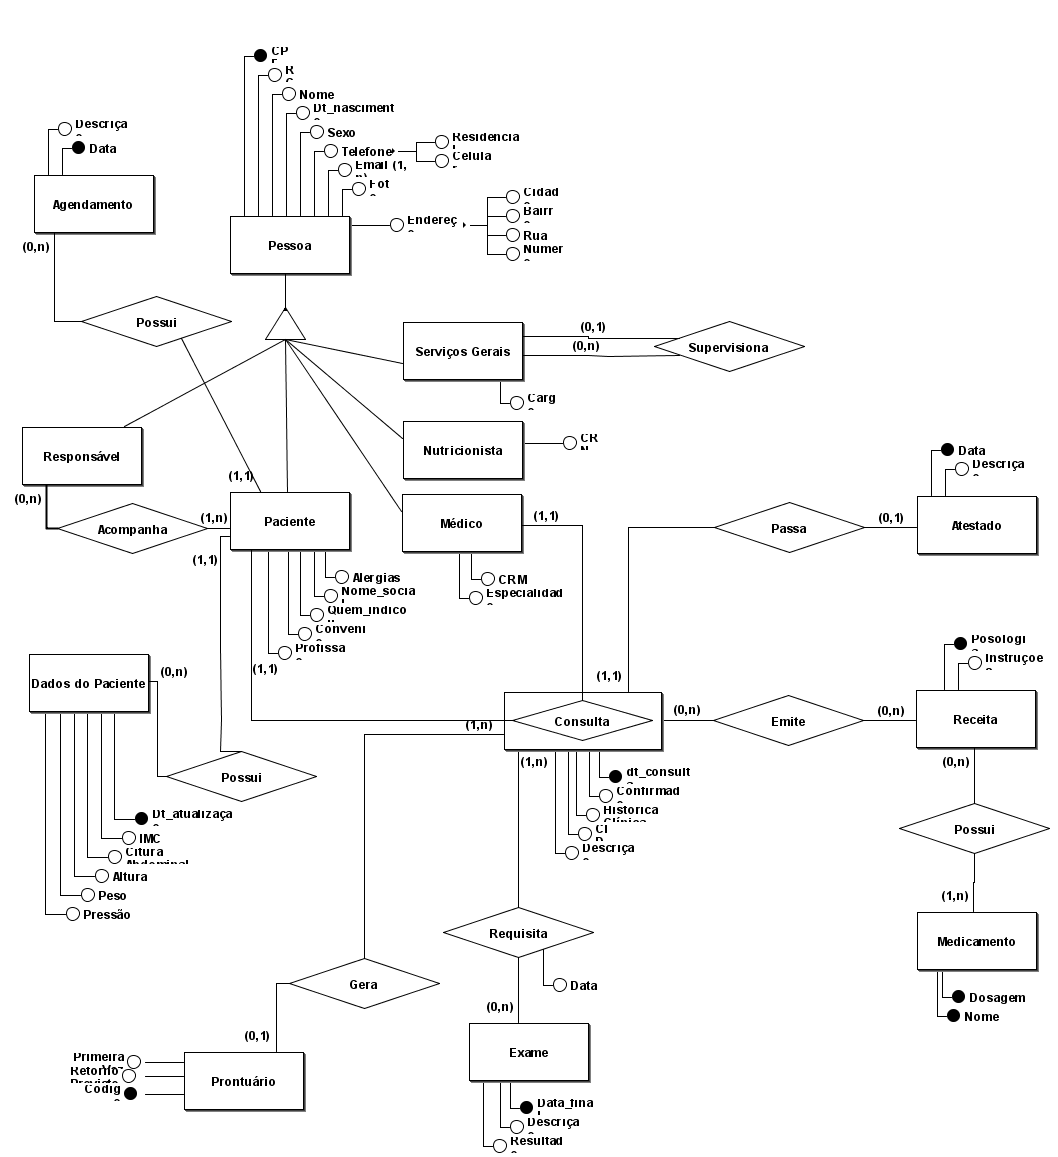 CP
R
Nome
Dt_nasciment
Sexo
Telefone
Residencia
Celula
Email (1,
n)
Fot
Descriça
Data
Agendamento
(0,n)
Pessoa
Endereç
Cidad
Bairr
Rua
Numer
Possui
Serviços Gerais
(0,1)
(0,n)
Supervisiona
Carg
Responsável
(0,n)
Nutricionista
CR
Data
Descriça
Acompanha
(1,n)
(1,1)
Paciente
(1,1)
Médico
(1,1)
Passa
(0,1)
Atestado
Alergias
Nome_socia
Quem_indico
Conveni
Profissa
CRM
Especialidad
(1,1)
Dados do Paciente
(0,n)
(1,1)
Posologi
Instruçoe
(1,n)
Consulta
(0,n)
Emite
(0,n)
Receita
(0,n)
Possui
(1,n)
dt_consult
Confirmad
Historica
Clínica
CI
Descriça
Dt_atualizaça
IMC
Citura
Abdominal
Altura
Peso
Pressão
Possui
(1,n)
Medicamento
Requisita
Data
Dosagem
Nome
Gera
(0,n)
(0,1)
Exame
Primeira
Retorno
Previsto
Codig
Prontuário
Data_fina
Descriça
Resultad